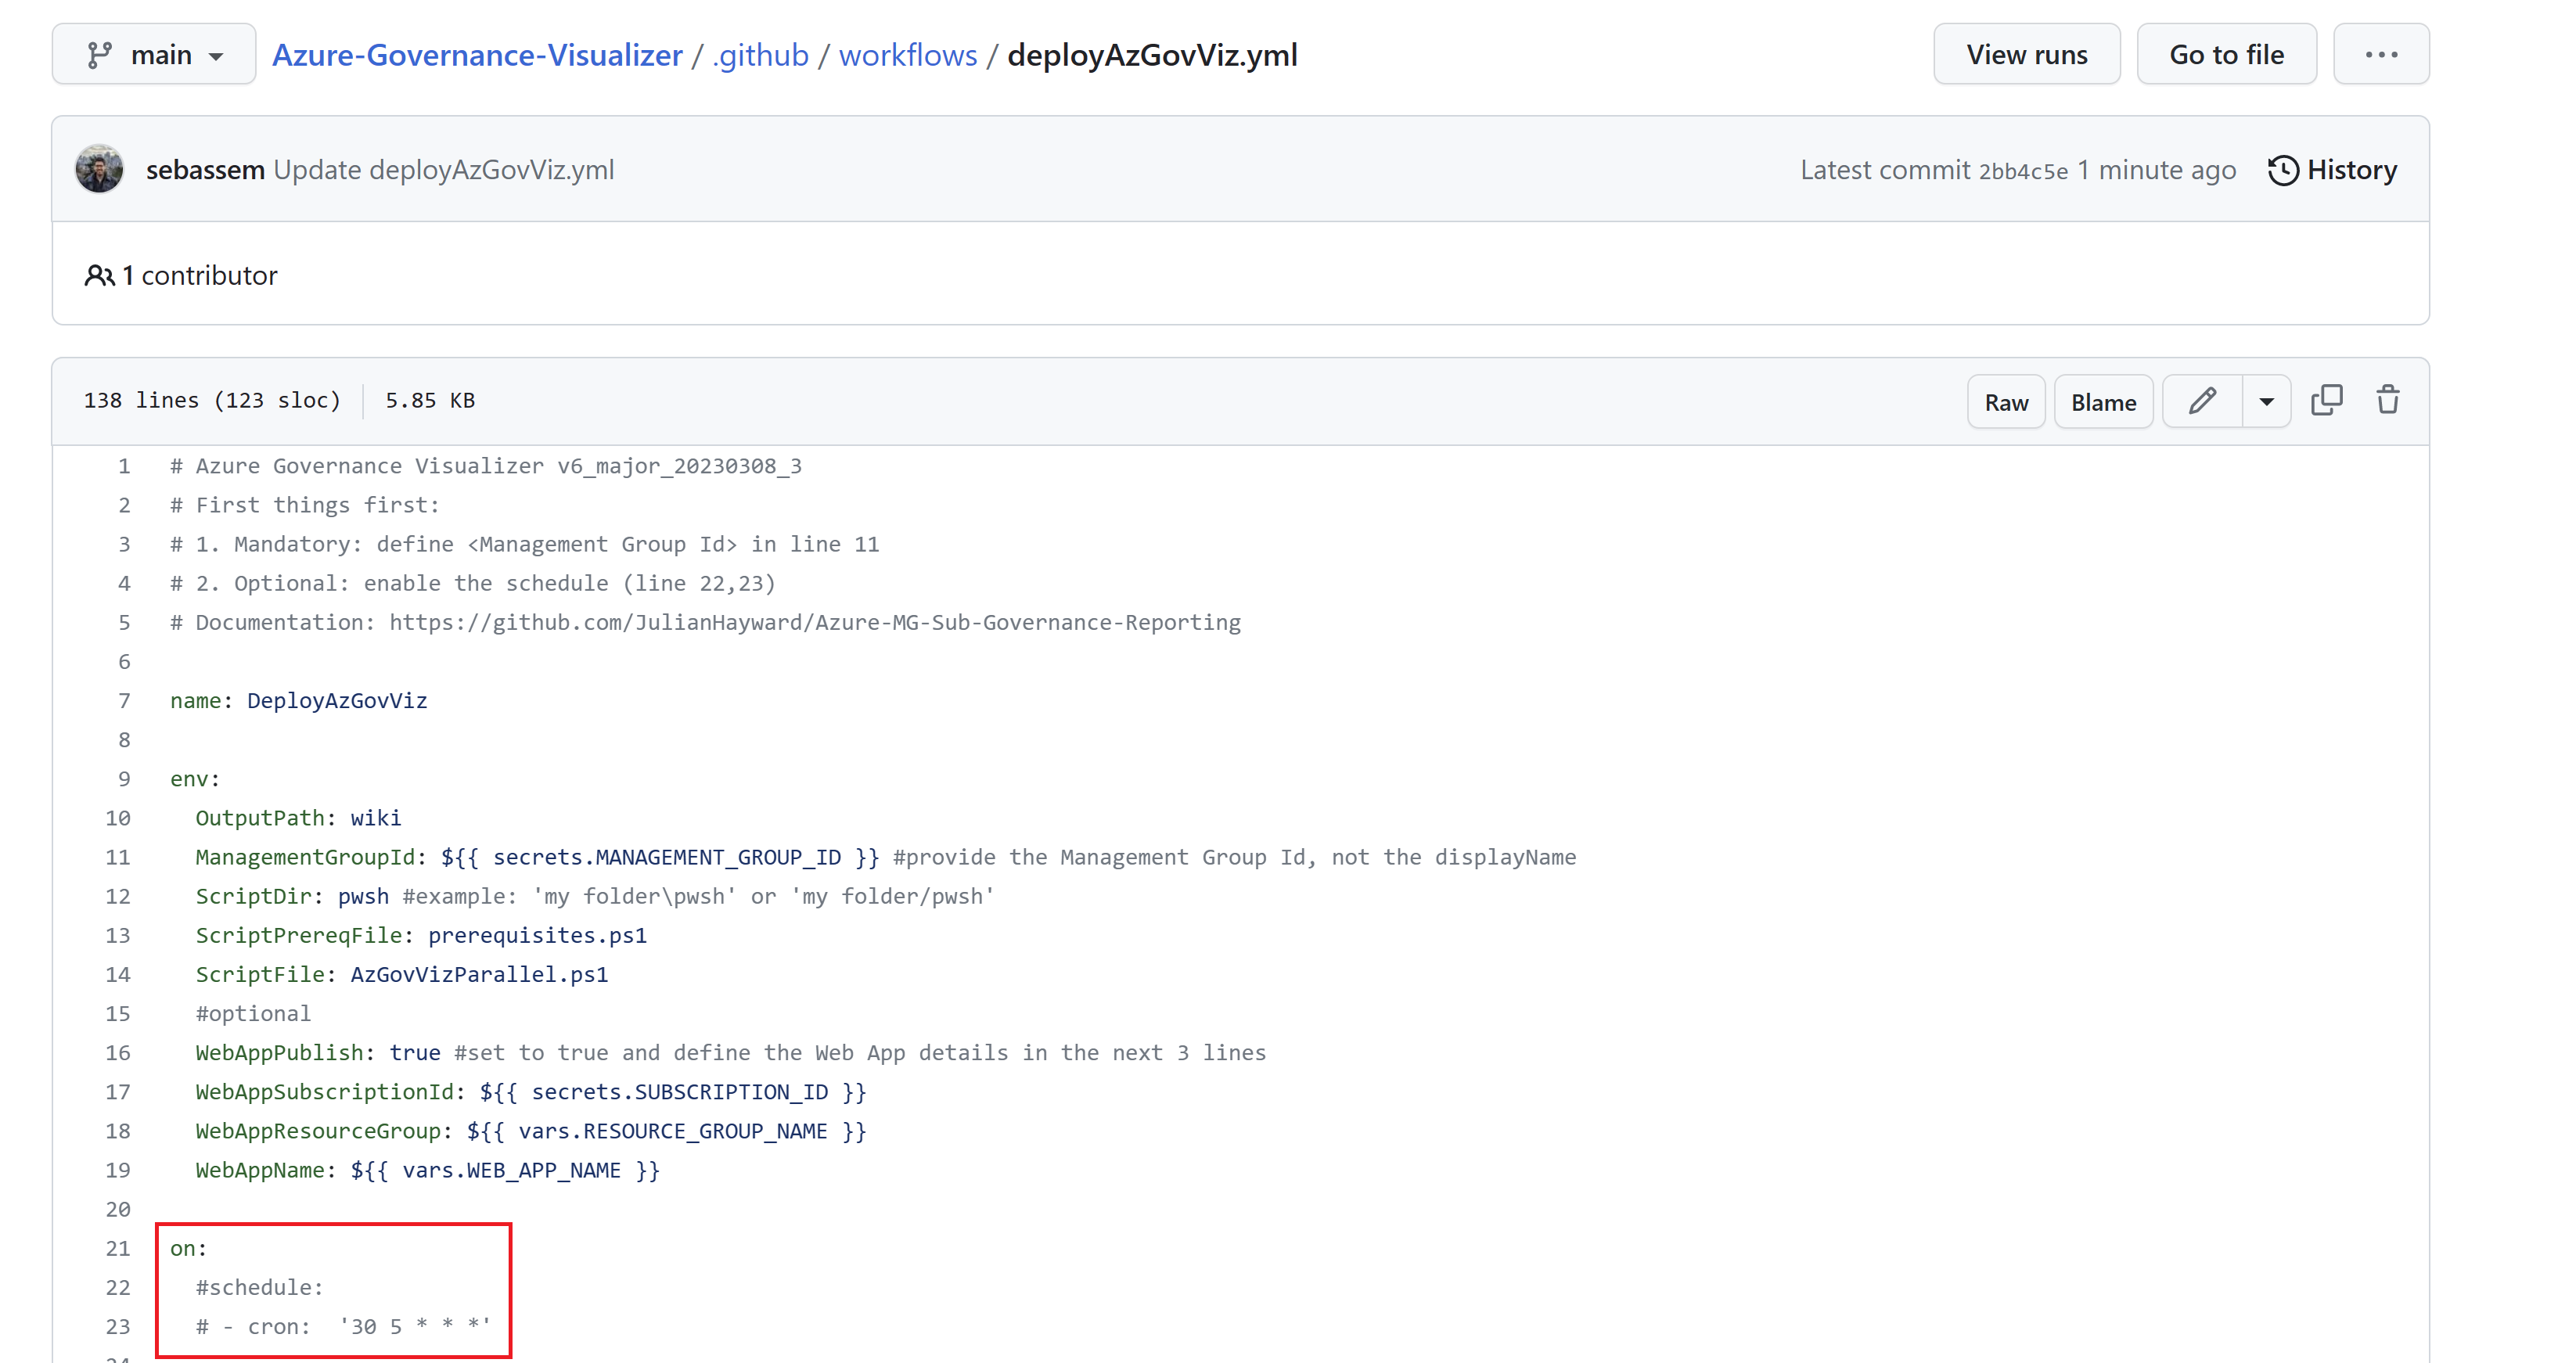 main
Azure-Governance-Visualizer / .github / workflows / deployAzGovViz.yml
View runs
Go to file
sebassem Update deployAzGovViz.yml
Latest commit 2bb4c5e 1 minute ago
History
1 contributor
138 lines (123 sloc)
5.85 KB
Raw
Blame
1 # Azure Governance Visualizer v6_major_20230308_3
2 # First things first:
3 # 1. Mandatory: define <Management Group Id> in line 11
4 # 2. Optional: enable the schedule (line 22,23)
5 # Documentation: https://github.com/JulianHayward/Azure-MG-Sub-Governance-Reporting
6
7 name: DeployAzGovViz
8
9 env:
10 OutputPath: wiki
11 ManagementGroupId: ${{ secrets.MANAGEMENT_GROUP_ID }} #provide the Management Group Id, not the displayName
12 ScriptDir: pwsh #example: 'my folder\pwsh' or 'my folder/pwsh'
13 ScriptPrereqFile: prerequisites.ps1
14 ScriptFile: AzGovVizParallel.ps1
15 #optional
16 WebAppPublish: true #set to true and define the Web App details in the next 3 lines
17 WebAppSubscriptionId: ${{ secrets.SUBSCRIPTION_ID }}
18 WebAppResourceGroup: ${{ vars.RESOURCE_GROUP_NAME }}
19 WebAppName: ${{ vars.WEB_APP_NAME }}
20
21 on:
22 #schedule:
23 # - cron: '30 5 * * *'